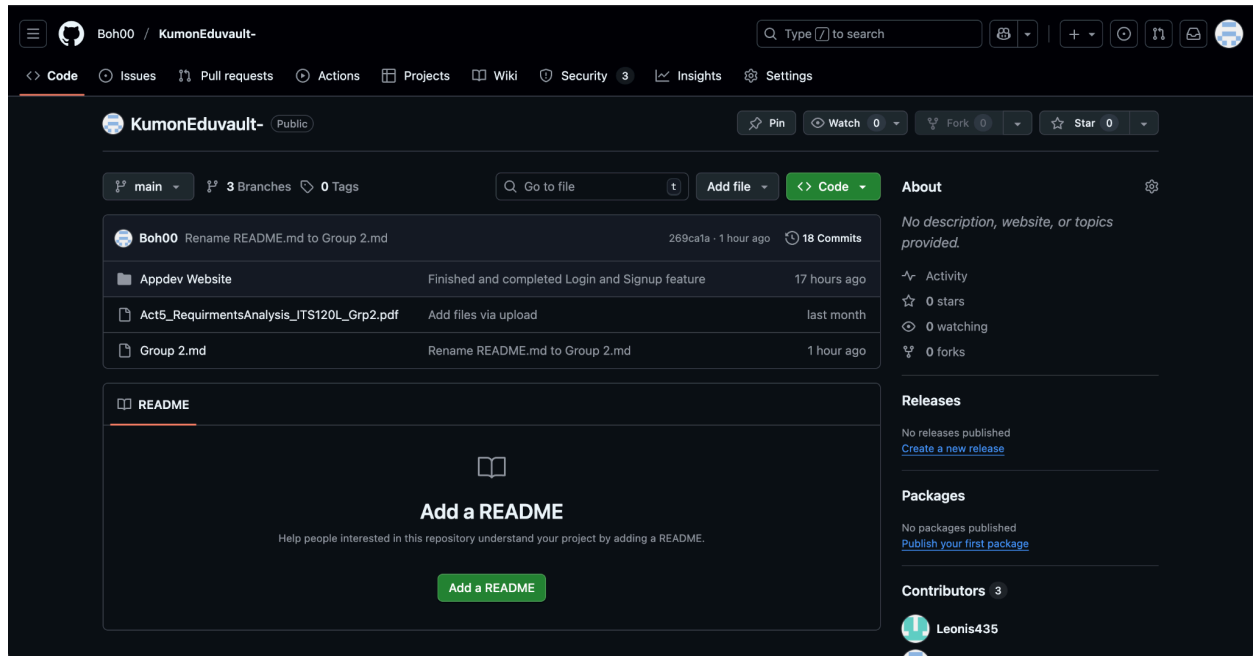 Boh00 / KumonEduvault-
Type / to search
Code Issues Pull requests Actions Projects Wiki Security 3 Insights Settings
KumonEduvault- Public
Pin Watch 0 Fork 0 Star 0
main 3 Branches 0 Tags Go to file t Add file Code
Boh00 Rename README.md to Group 2.md 269ca1a · 1 hour ago 18 Commits
Appdev Website Finished and completed Login and Signup feature 17 hours ago
Act5_RequirmentsAnalysis_ITS120L_Grp2.pdf Add files via upload last month
Group 2.md Rename README.md to Group 2.md 1 hour ago
README
Add a README
Help people interested in this repository understand your project by adding a README.
Add a README
About
No description, website, or topics
provided.
Activity
0 stars
0 watching
0 forks
Releases
No releases published
Create a new release
Packages
No packages published
Publish your first package
Contributors 3
Leonis435